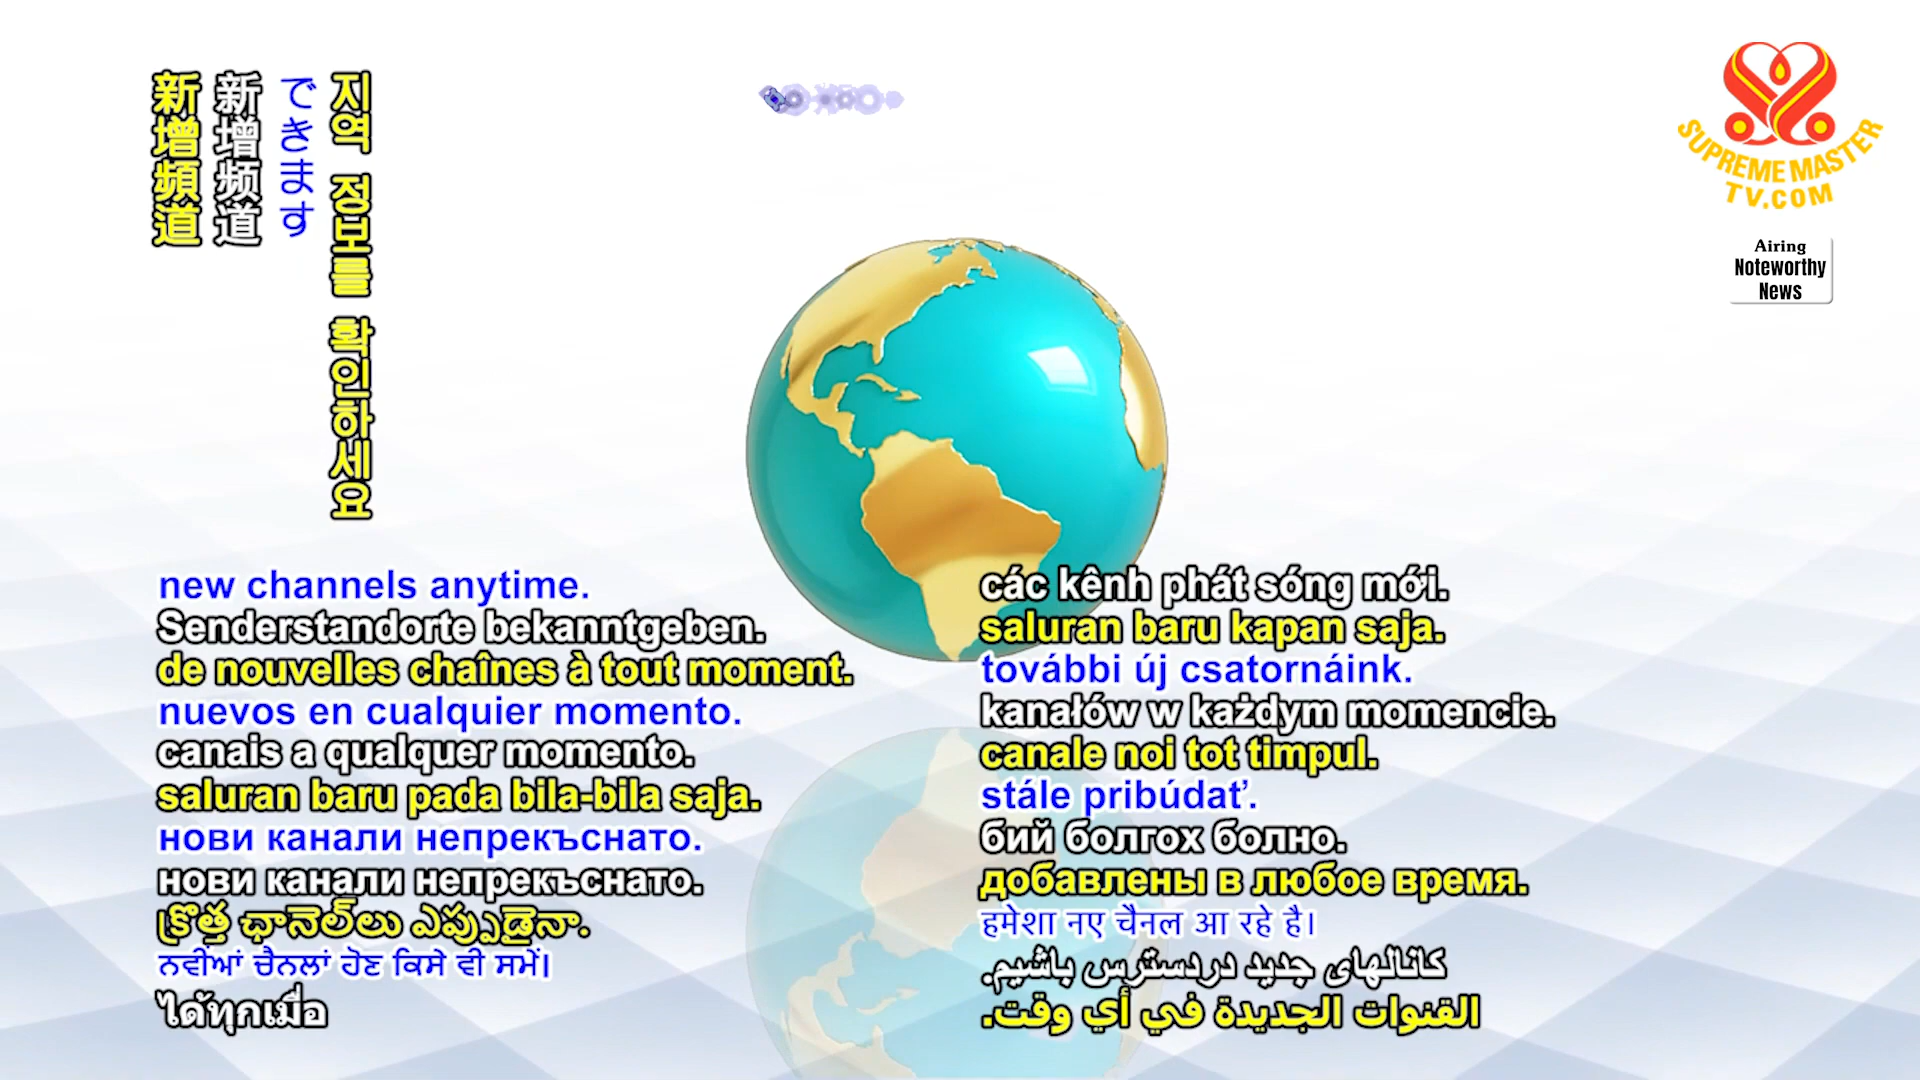 新增頻道
新增频道
できます
지역 정보를 확인하세요
SUPREME MASTER
TV.COM
Airing
Noteworthy
News
new channels anytime.
Senderstandorte bekanntgeben.
de nouvelles chaînes à tout moment.
nuevos en cualquier momento.
canais a qualquer momento.
saluran baru pada bila-bila saja.
нови канали непрекъснато.
нови канали непрекъснато.
క్రొత్త ఛానెల్‌లు ఎప్పుడైనా.
ਨਵੀਂਆਂ ਚੈਨਲਾਂ ਹੋਣ ਕਿਸੇ ਵੀ ਸਮੇਂ।
ได้ทุกเมื่อ
các kênh phát sóng mới.
saluran baru kapan saja.
további új csatornáink.
kanałów w każdym momencie.
canale noi tot timpul.
stále pribúdať.
бий болгох болно.
добавлены в любое время.
हमेशा नए चैनल आ रहे है।
کانالهای جدید دردسترس باشیم.
القنوات الجديدة في أي وقت.